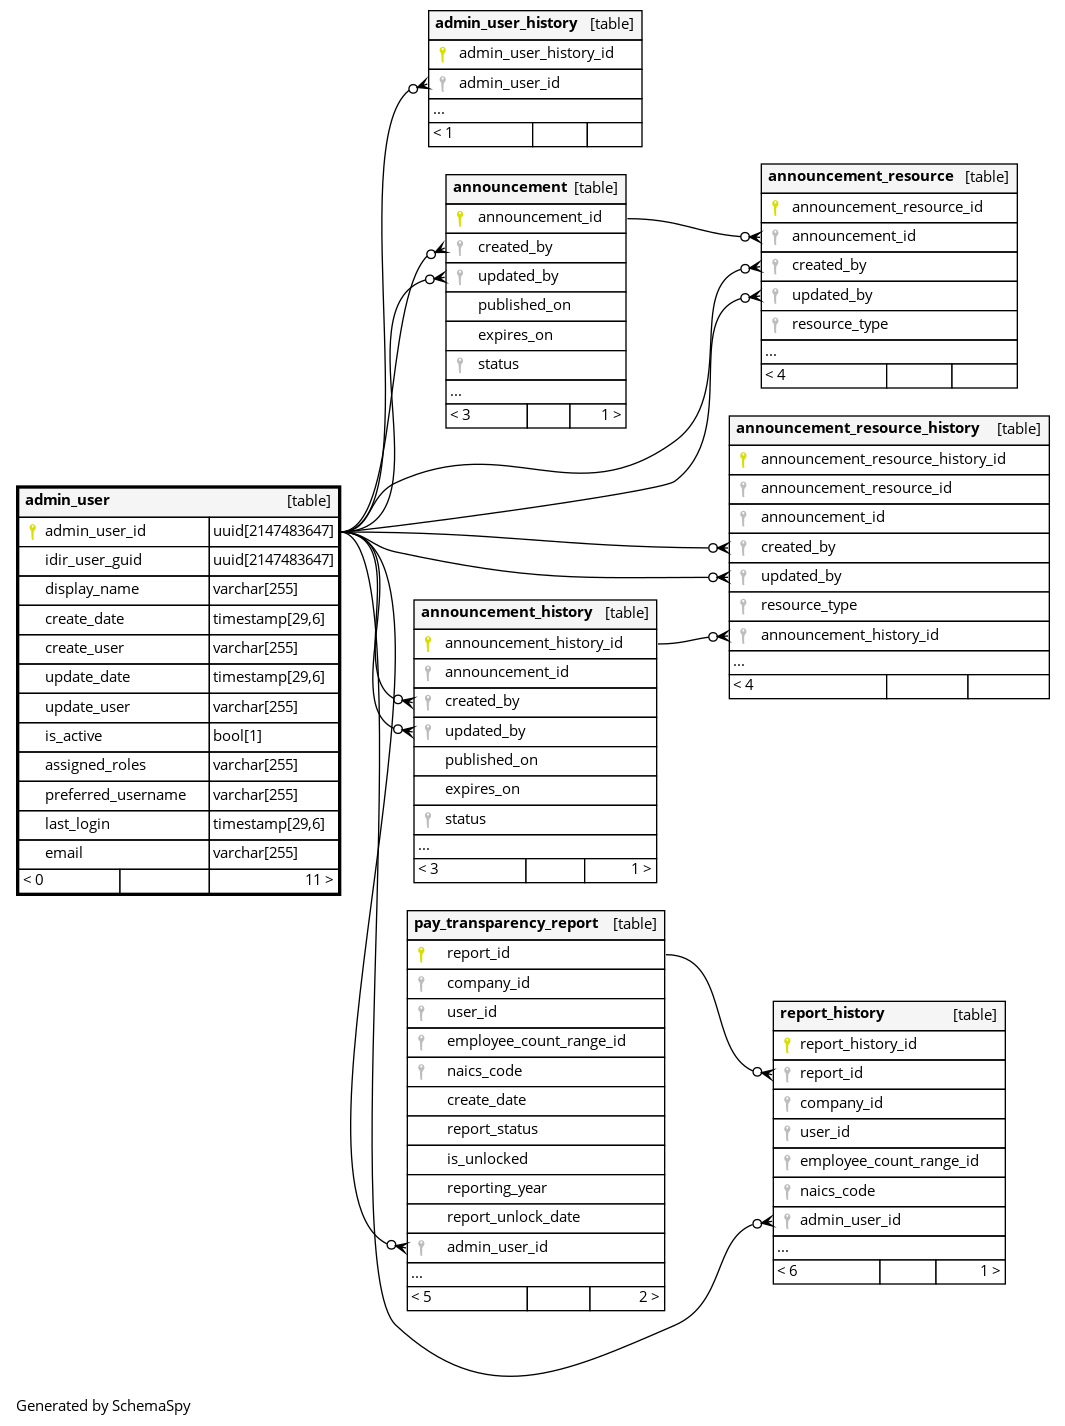 admin_user_history [table]
admin_user_history_id
admin_user_id
...
< 1
announcement [table]
announcement_id
created_by
updated_by
published_on
expires_on
status
...
< 3 1 >
announcement_resource [table]
announcement_resource_id
announcement_id
created_by
updated_by
resource_type
...
< 4
announcement_resource_history [table]
announcement_resource_history_id
announcement_resource_id
announcement_id
created_by
updated_by
resource_type
announcement_history_id
...
< 4
admin_user [table]
admin_user_id uuid[2147483647]
idir_user_guid uuid[2147483647]
display_name varchar[255]
create_date timestamp[29,6]
create_user varchar[255]
update_date timestamp[29,6]
update_user varchar[255]
is_active bool[1]
assigned_roles varchar[255]
preferred_username varchar[255]
last_login timestamp[29,6]
email varchar[255]
< 0 11 >
announcement_history [table]
announcement_history_id
announcement_id
created_by
updated_by
published_on
expires_on
status
...
< 3 1 >
pay_transparency_report [table]
report_id
company_id
user_id
employee_count_range_id
naics_code
create_date
report_status
is_unlocked
reporting_year
report_unlock_date
admin_user_id
...
< 5 2 >
report_history [table]
report_history_id
report_id
company_id
user_id
employee_count_range_id
naics_code
admin_user_id
...
< 6 1 >
Generated by SchemaSpy